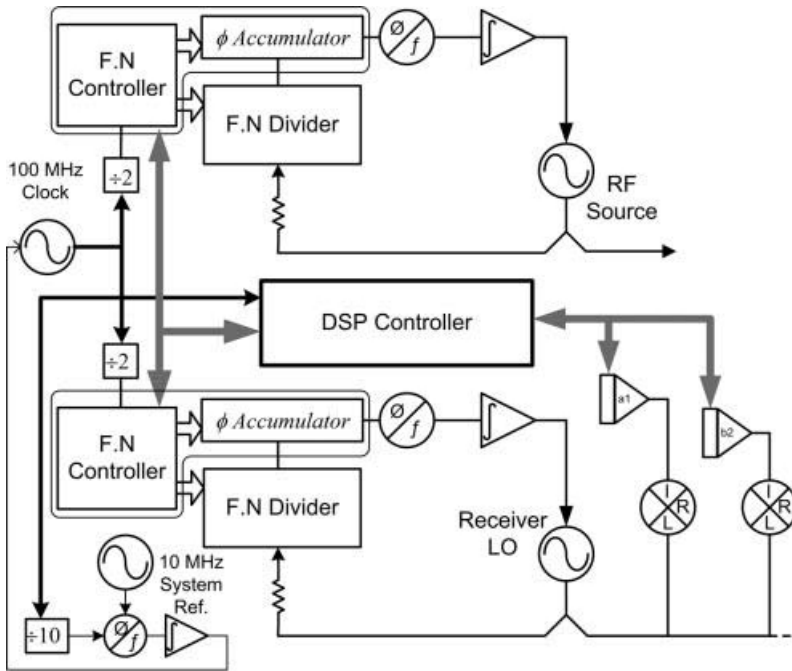 F.N
Controller
ϕ Accumulator
Ø
f
∫
F.N Divider
100 MHz
Clock
÷2
RF
Source
DSP Controller
÷2
a1
b2
F.N
Controller
ϕ Accumulator
Ø
f
∫
F.N Divider
Receiver
LO
I
R
L
I
R
L
10 MHz
System
Ref.
÷10
Ø
f
∫